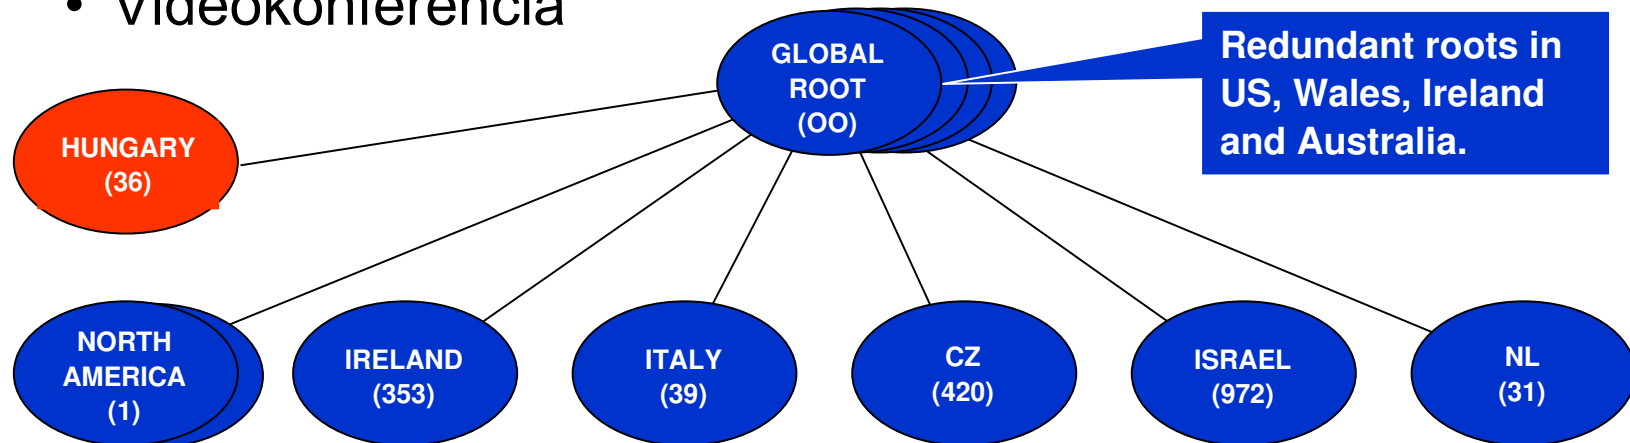 • Videokonferencia
GLOBAL
ROOT
(OO)
Redundant roots in
US, Wales, Ireland
and Australia.
HUNGARY
(36)
NORTH
AMERICA
(1)
IRELAND
(353)
ITALY
(39)
CZ
(420)
ISRAEL
(972)
NL
(31)